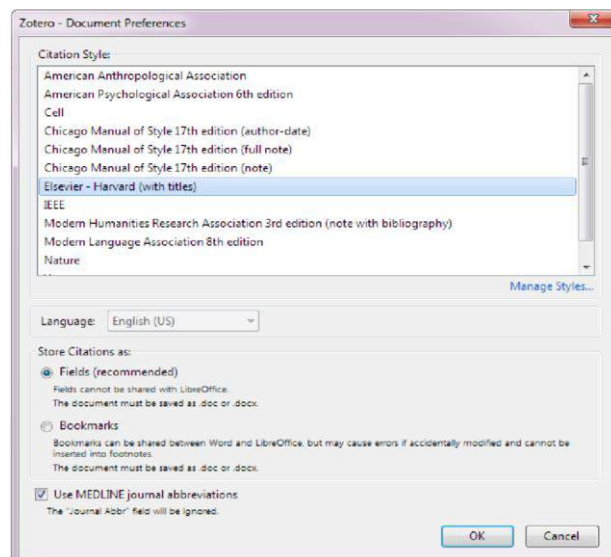 Zotero - Document Preferences
Citation Style:
American Anthropological Association
American Psychological Association 6th edition
Cell
Chicago Manual of Style 17th edition (author-date)
Chicago Manual of Style 17th edition (full note)
Chicago Manual of Style 17th edition (note)
Elsevier - Harvard (with titles)
IEEE
Modern Humanities Research Association 3rd edition (note with bibliography)
Modern Language Association 8th edition
Nature
Manage Styles...
Language: English (US)
Store Citations as:
Fields (recommended)
Fields cannot be shared with LibreOffice.
The document must be saved as .doc or .docx.
Bookmarks
Bookmarks can be shared between Word and LibreOffice, but may cause errors if accidentally modified and cannot be
inserted into footnotes.
The document must be saved as .doc or .docx.
Use MEDLINE journal abbreviations
The "Journal Abbr" field will be ignored.
OK Cancel